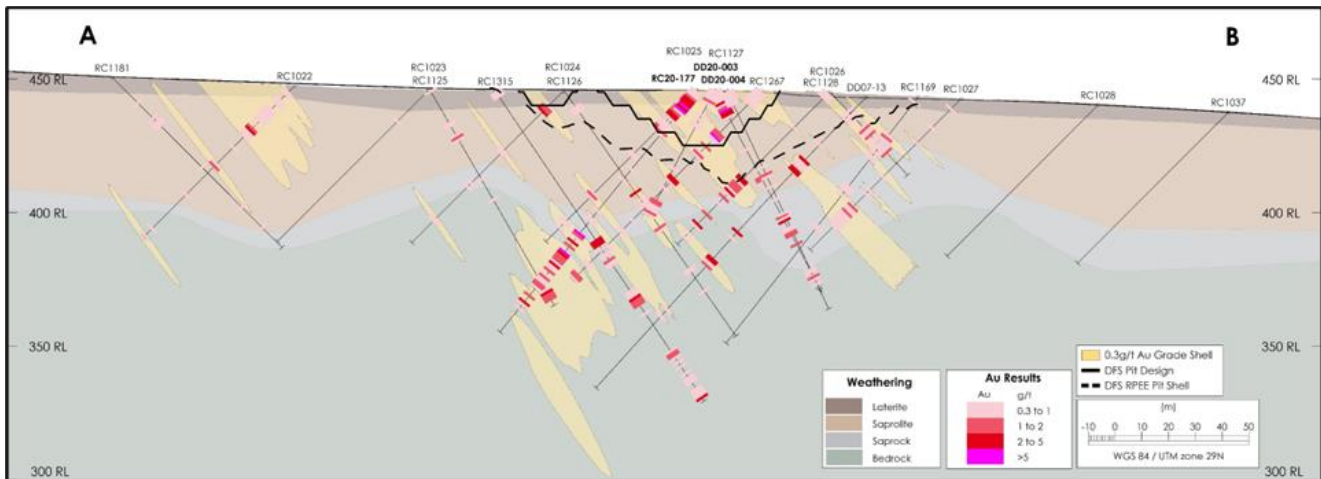 A
B
RC1025 RC1127
RC1181
RC1022
RC1023
RC1125
RC1315
RC1024
RC1126
DD20-003
RC20-177 DD20-004
RC1267
RC1026
RC1128
DD07-13
RC1169
RC1027
RC1028
RC1037
450 RL
450 RL
400 RL
400 RL
350 RL
350 RL
300 RL
300 RL
Weathering
Laterite
Saprolite
Saprock
Bedrock
Au Results
Au g/t
0.3 to 1
1 to 2
2 to 5
>5
0.3g/t Au Grade Shell
DFS Pit Design
DFS RPEE Pit Shell
(m)
-10 0 10 20 30 40 50
WGS 84 / UTM zone 29N